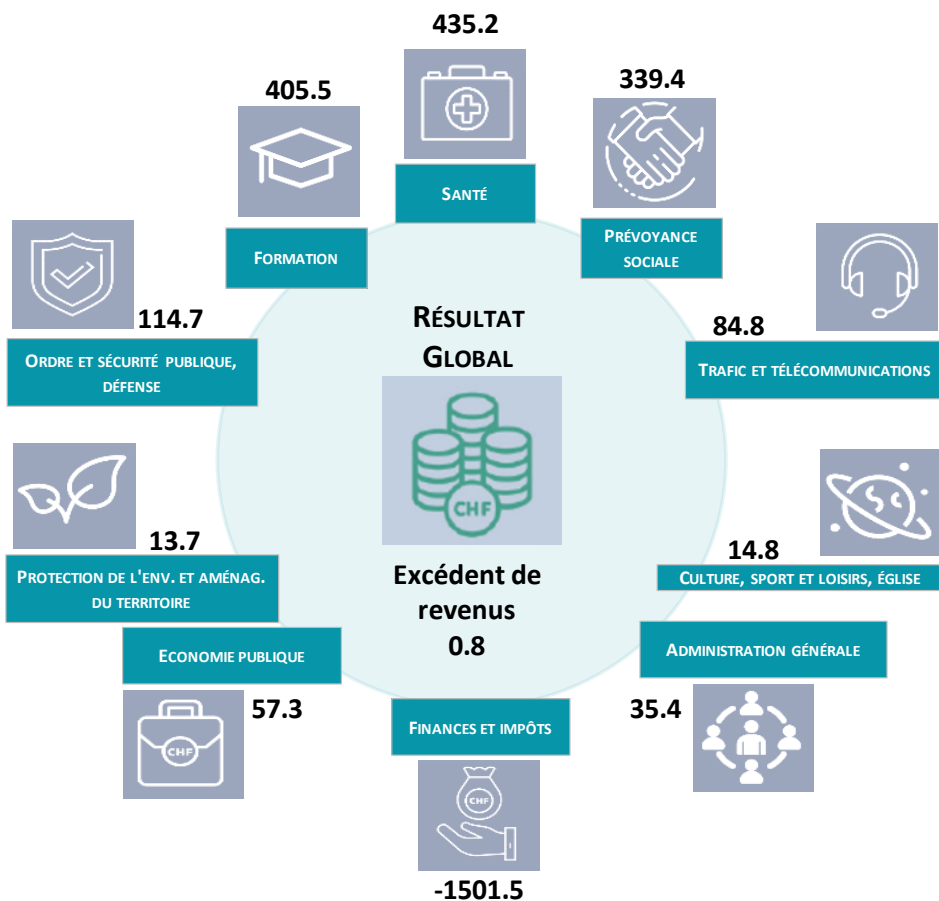 435.2
SANTÉ
405.5
FORMATION
339.4
PRÉVOYANCE
SOCIALE
114.7
ORDRE ET SÉCURITÉ PUBLIQUE,
DÉFENSE
84.8
TRAFIC ET TÉLÉCOMMUNICATIONS
RÉSULTAT
GLOBAL
CHF
Excédent de
revenus
0.8
13.7
PROTECTION DE L'ENV. ET AMÉNAG.
DU TERRITOIRE
14.8
CULTURE, SPORT ET LOISIRS, ÉGLISE
ECONOMIE PUBLIQUE
57.3
CHF
ADMINISTRATION GÉNÉRALE
35.4
FINANCES ET IMPÔTS
CHF
-1501.5